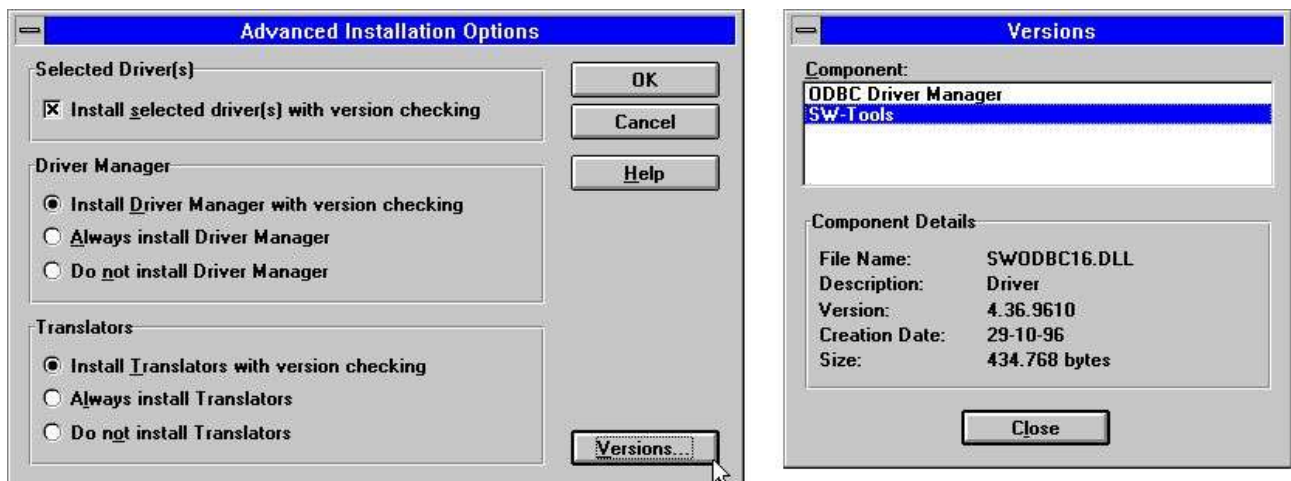 Advanced Installation Options
Selected Driver(s)
Install selected driver(s) with version checking
OK
Cancel
Help
Driver Manager
Install Driver Manager with version checking
Always install Driver Manager
Do not install Driver Manager
Translators
Install Translators with version checking
Always install Translators
Do not install Translators
Versions...
Versions
Component:
ODBC Driver Manager
SW-Tools
Component Details
File Name: SWODBC16.DLL
Description: Driver
Version: 4.36.9610
Creation Date: 29-10-96
Size: 434.768 bytes
Close